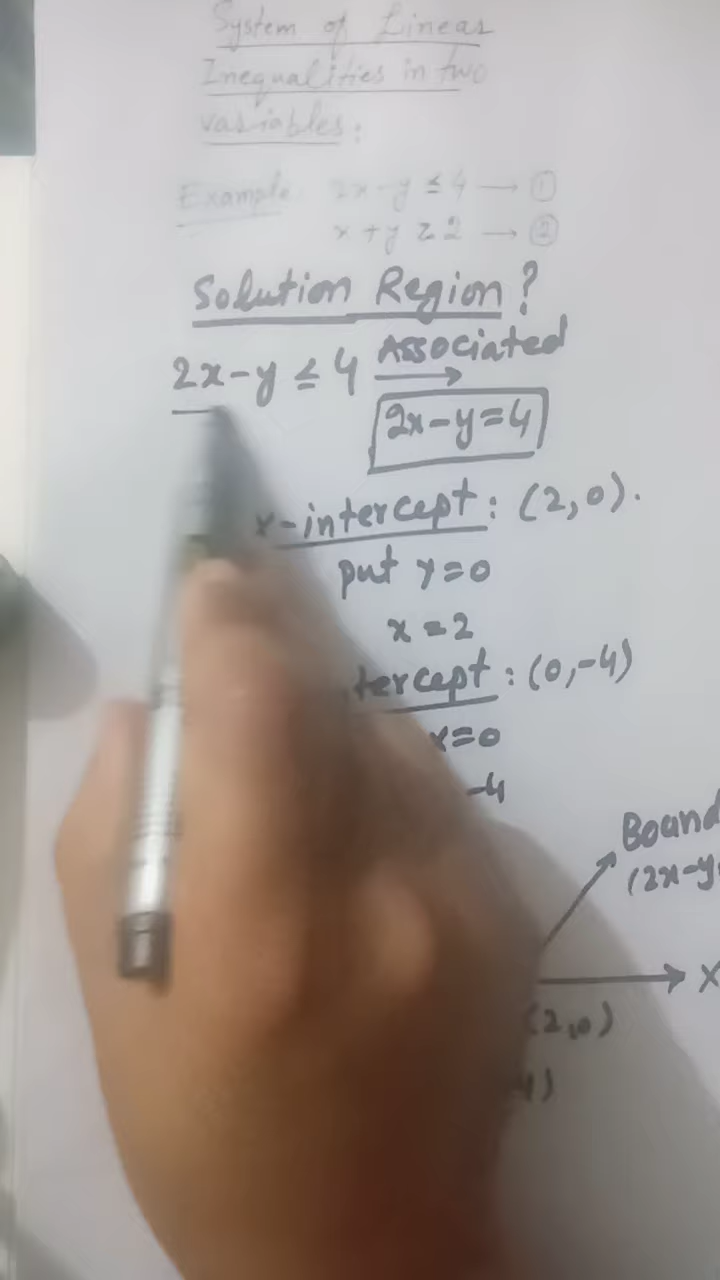 System of Linear
Inequalities in two
variables:
Example: 2x-y ≤ 4 → ①
x + y ≥ 2 → ②
Solution Region?
2x-y ≤ 4 Associated
2x-y=4
x-intercept: (2,0).
put y=0
x = 2
tercept: (0,-4)
x=0
-4
Bound
(2x-y
X
(2,0)